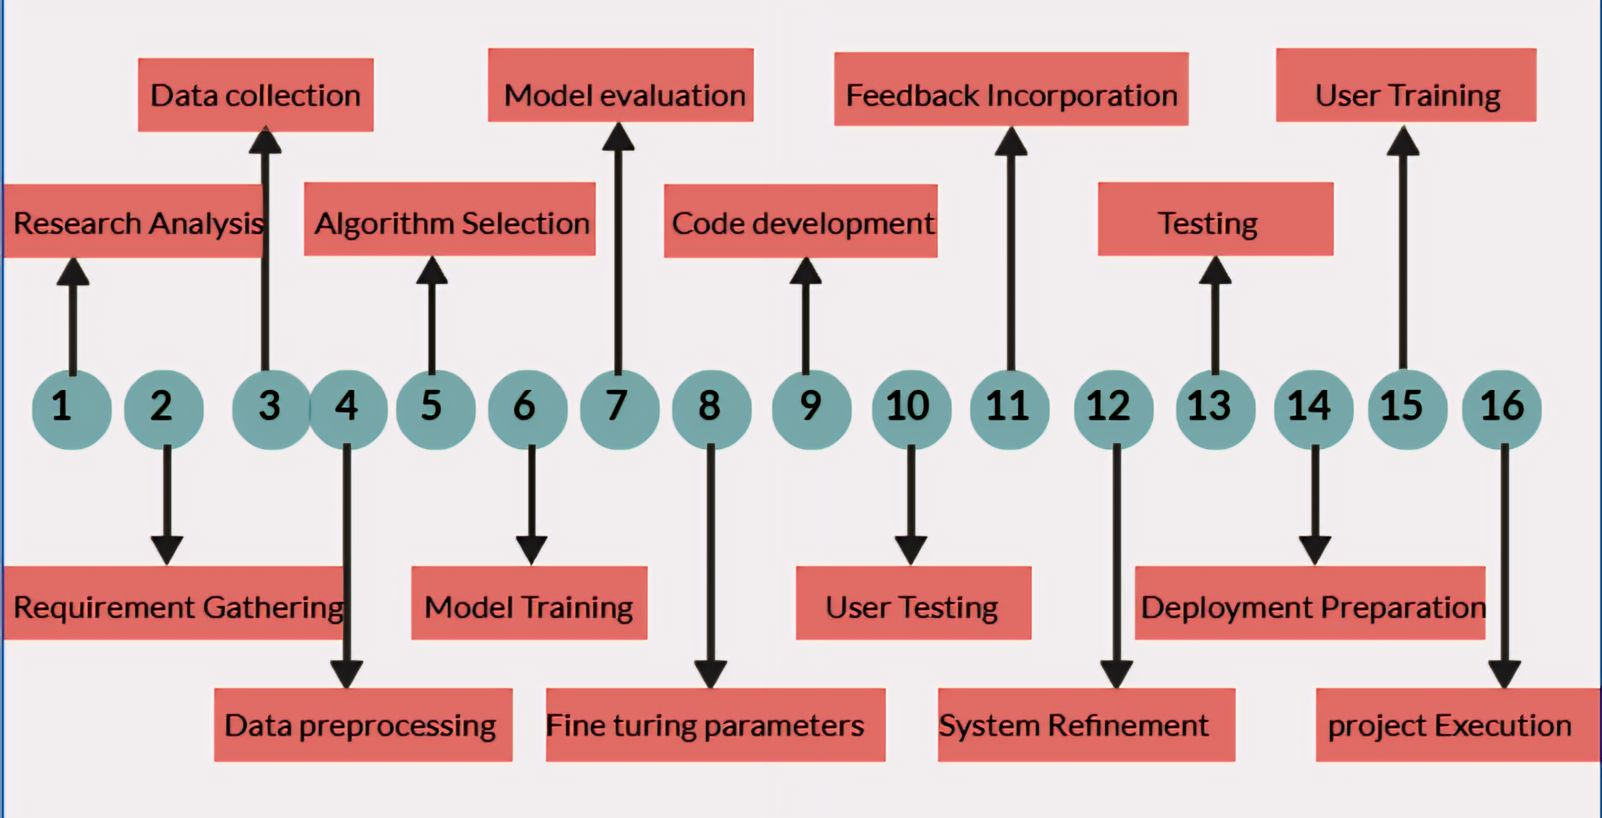 Data collection
Model evaluation
Feedback Incorporation
User Training
Research Analysis
Algorithm Selection
Code development
Testing
1 2 3 4 5 6 7 8 9 10 11 12 13 14 15 16
Requirement Gathering
Model Training
User Testing
Deployment Preparation
Data preprocessing
Fine turing parameters
System Refinement
project Execution